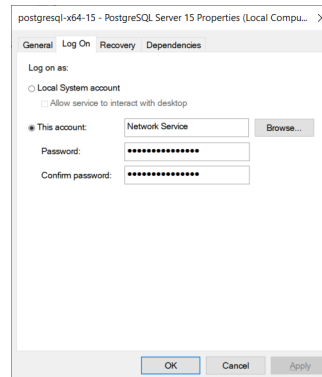 postgresql-x64-15 - PostgreSQL Server 15 Properties (Local Compu...
General Log On Recovery Dependencies
Log on as:
Local System account
Allow service to interact with desktop
This account: Network Service Browse...
Password: ●●●●●●●●●●●●●●●
Confirm password: ●●●●●●●●●●●●●●●
OK Cancel Apply